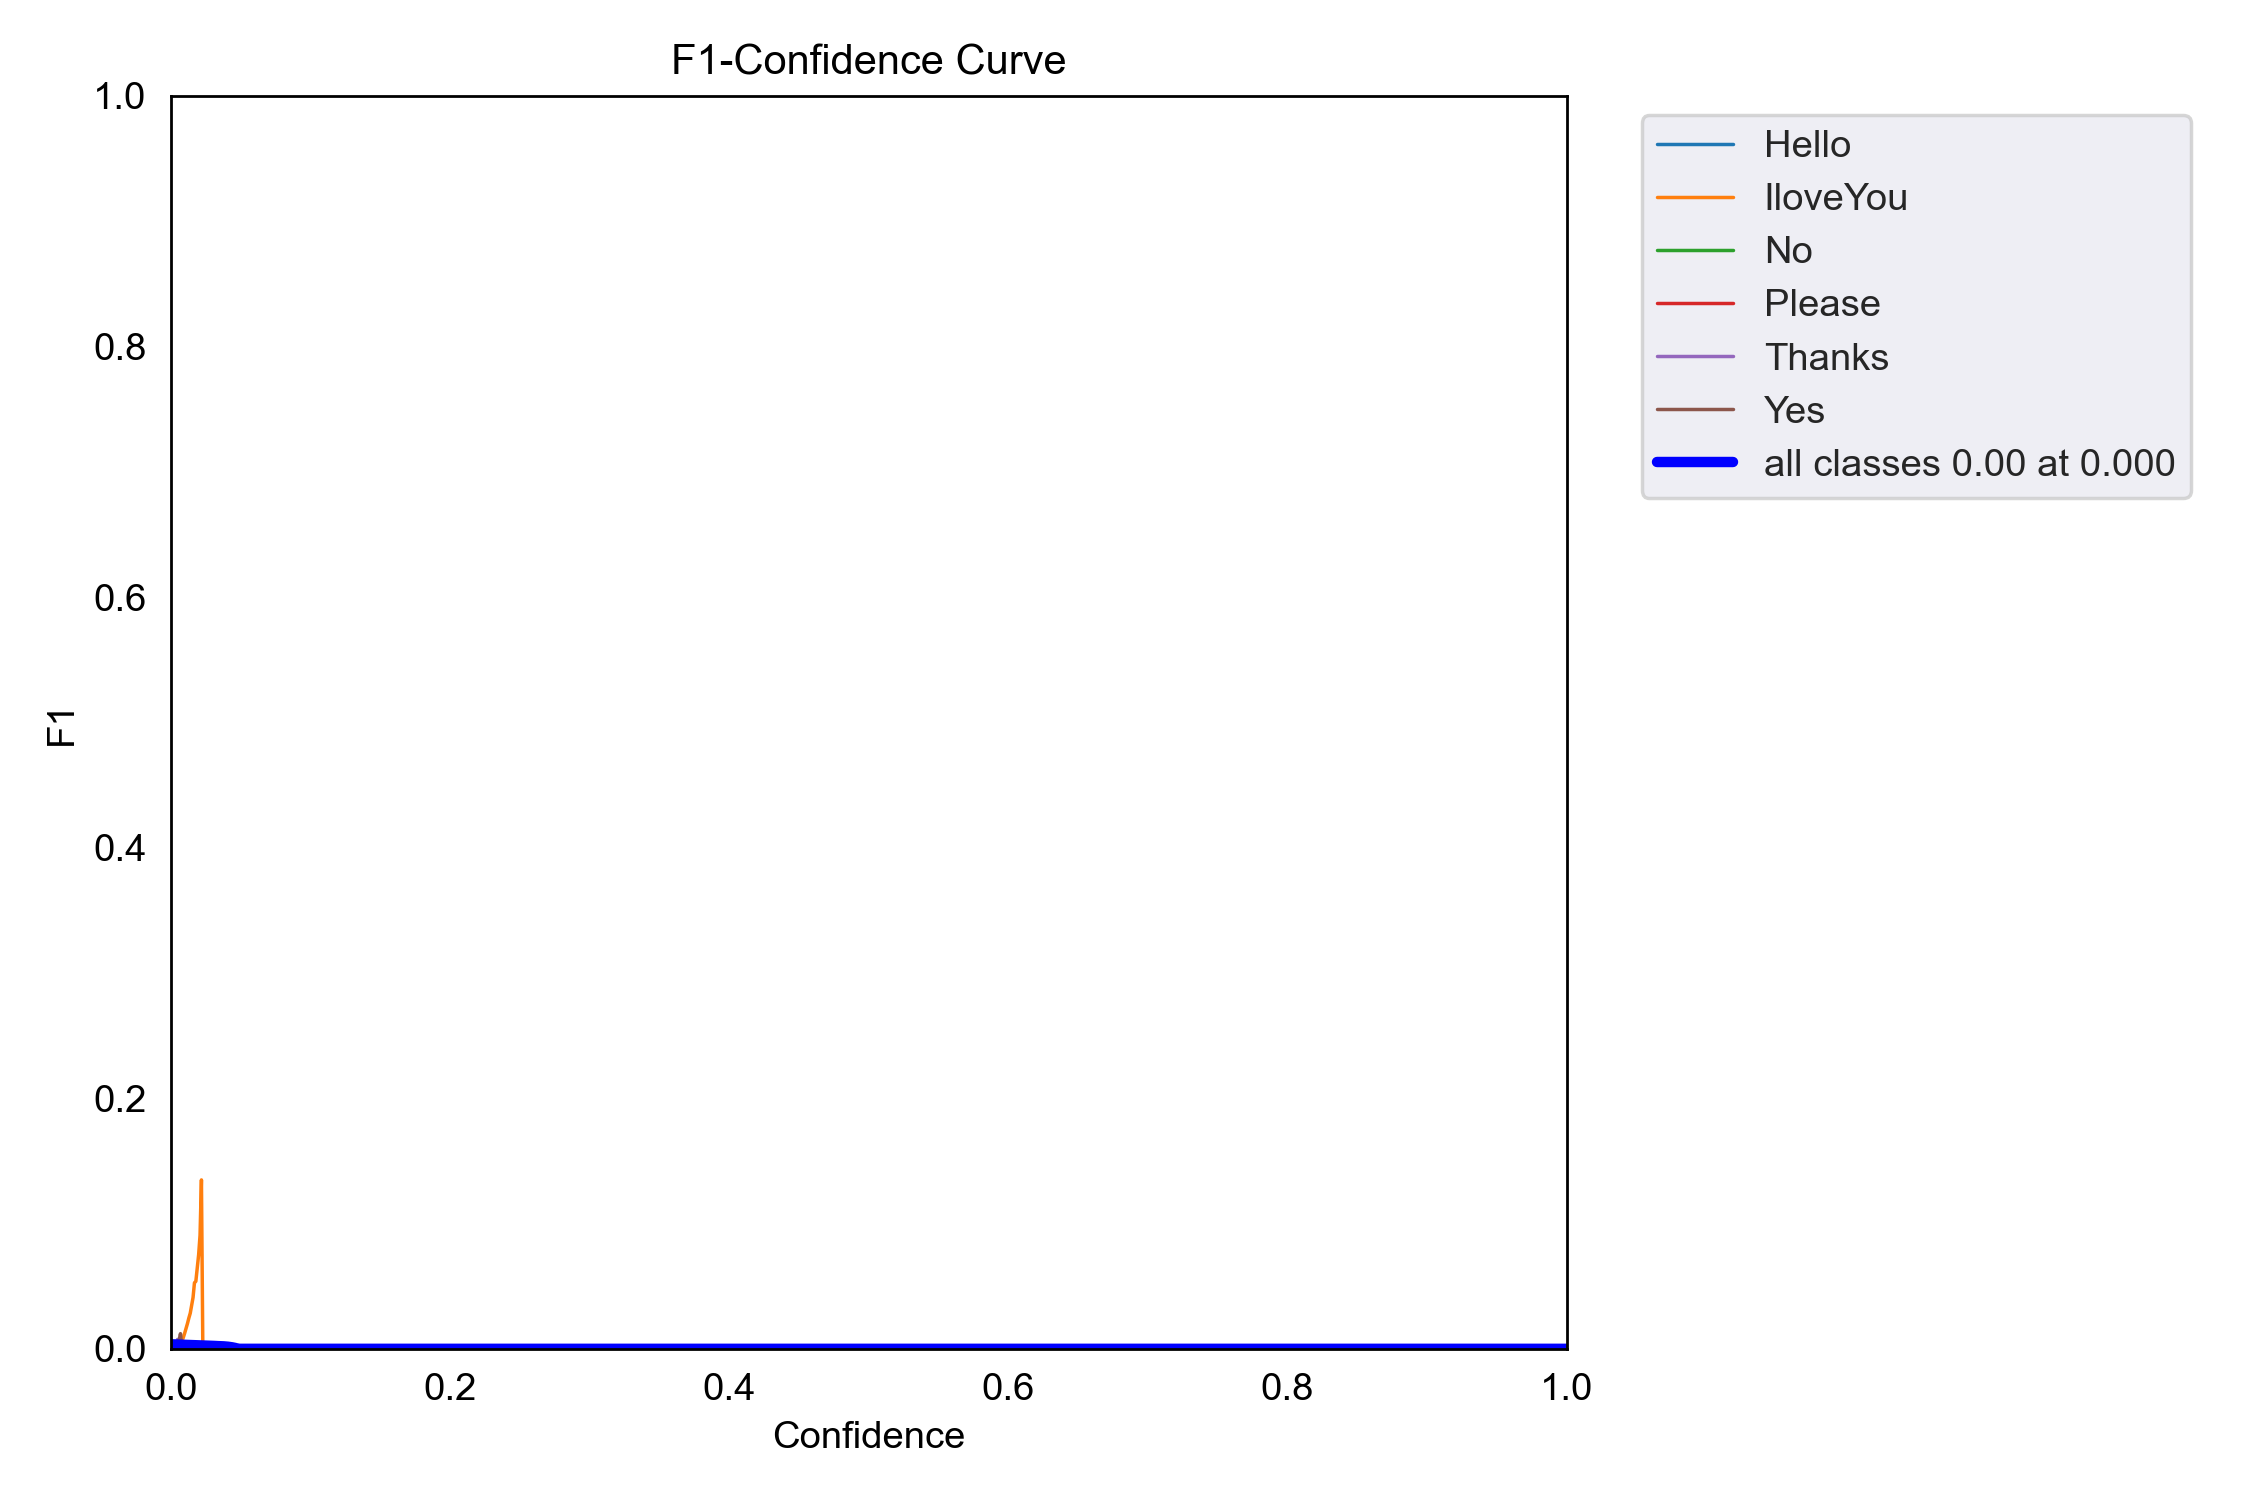 F1-Confidence Curve
1.0
0.8
0.6
0.4
0.2
0.0
F1
0.0 0.2 0.4 0.6 0.8 1.0
Confidence
Hello
IloveYou
No
Please
Thanks
Yes
all classes 0.00 at 0.000